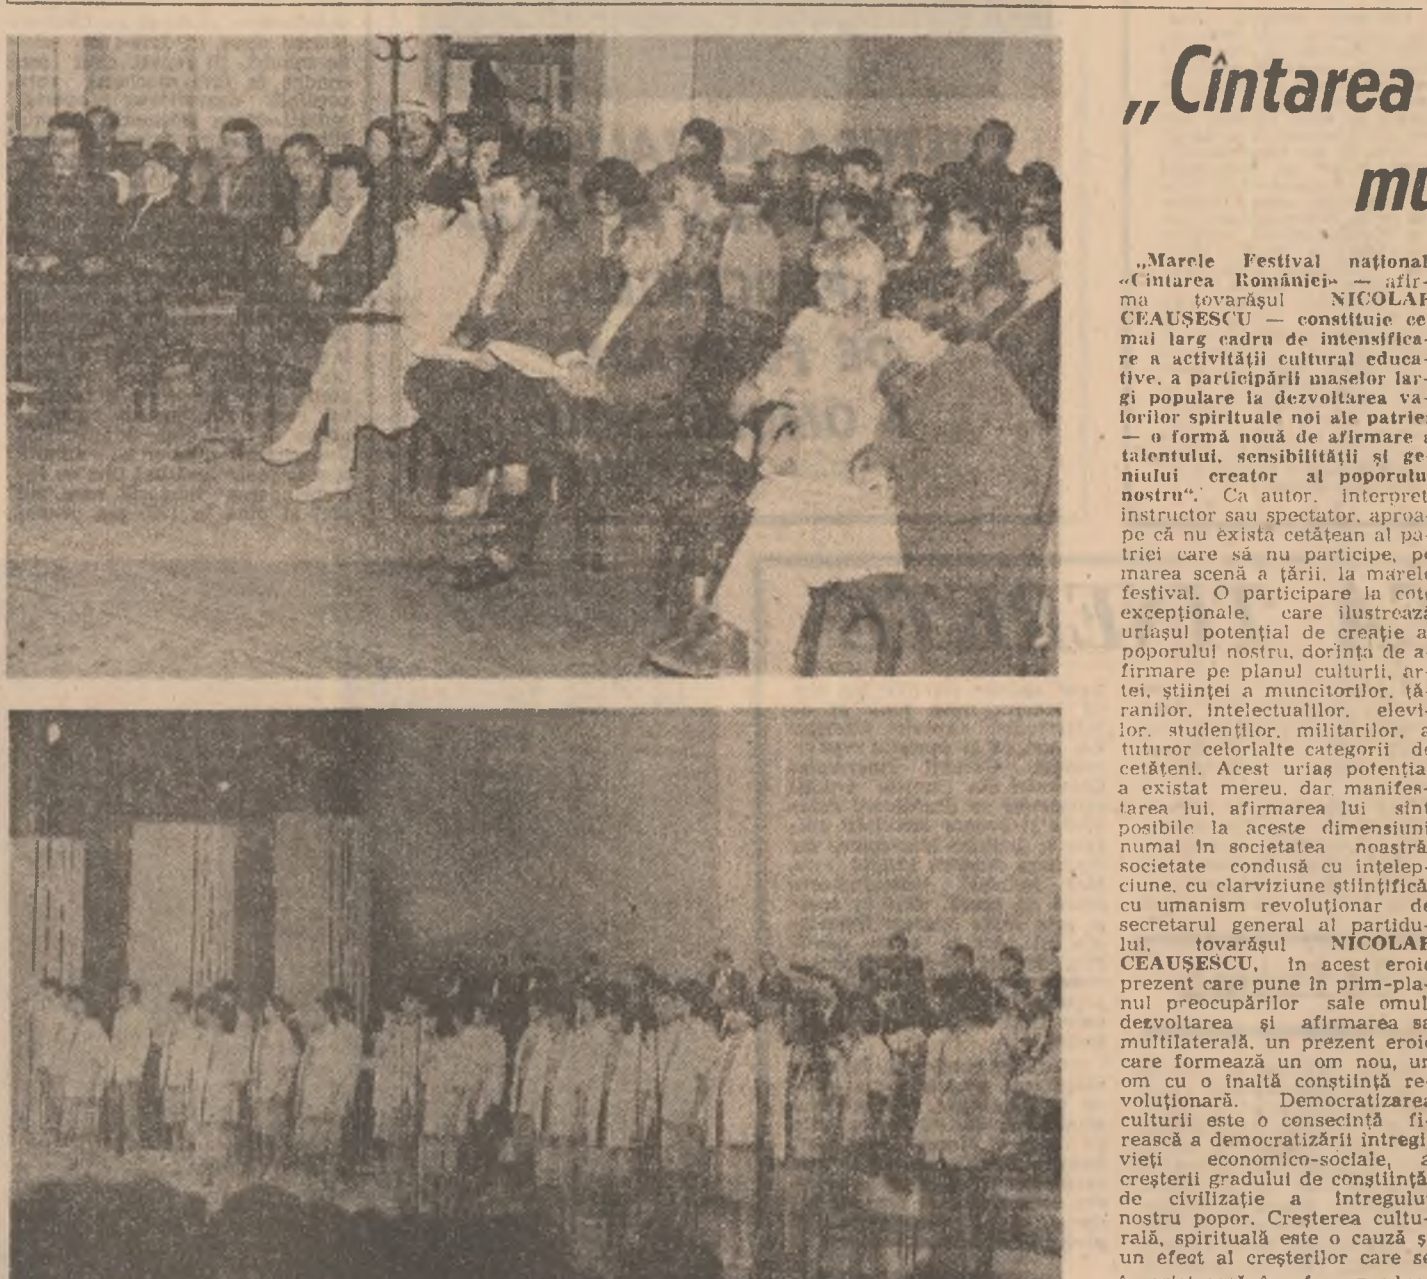 „Cîntarea
mu
„Marele Festival național
«Cîntarea României» — afir-
ma tovarășul NICOLAE
CEAUȘESCU — constituie ce
mai larg cadru de intensifica-
re a activității cultural educa-
tive, a participării maselor lar-
gi populare la dezvoltarea va-
lorilor spirituale noi ale patriei
— o formă nouă de afirmare a
talentului, sensibilității și ge-
niului creator al poporului
nostru“. Ca autor, interpret
instructor sau spectator, aproa-
pe că nu exista cetățean al pa-
triei care să nu participe, pe
marea scenă a țării, la marele
festival. O participare la cote
excepționale, care ilustrează
uriașul potențial de creație a
poporului nostru, dorința de a-
firmare pe planul culturii, ar-
tei, științei a muncitorilor, ță-
ranilor, intelectualilor, elevi-
lor, studenților, militarilor, a
tuturor celorlalte categorii de
cetățeni. Acest uriaș potenția
a existat mereu, dar manifes-
tarea lui, afirmarea lui sînt
posibile la aceste dimensiuni
numai în societatea noastră
societate condusă cu înțelep-
ciune, cu clarviziune științifică
cu umanism revoluționar de
secretarul general al partidu-
lui, tovarășul NICOLAE
CEAUȘESCU, în acest eroic
prezent care pune în prim-pla-
nul preocupărilor sale omul
dezvoltarea și afirmarea sa
multilaterală, un prezent eroic
care formează un om nou, un
om cu o înaltă conștiință re-
voluționară. Democratizarea
culturii este o consecință fi-
rească a democratizării întregi
vieți economico-sociale, a
creșterii gradului de conștiință
de civilizație a întregului
nostru popor. Creșterea cultu-
rală, spirituală este o cauză ș
un efect al creșterilor care se